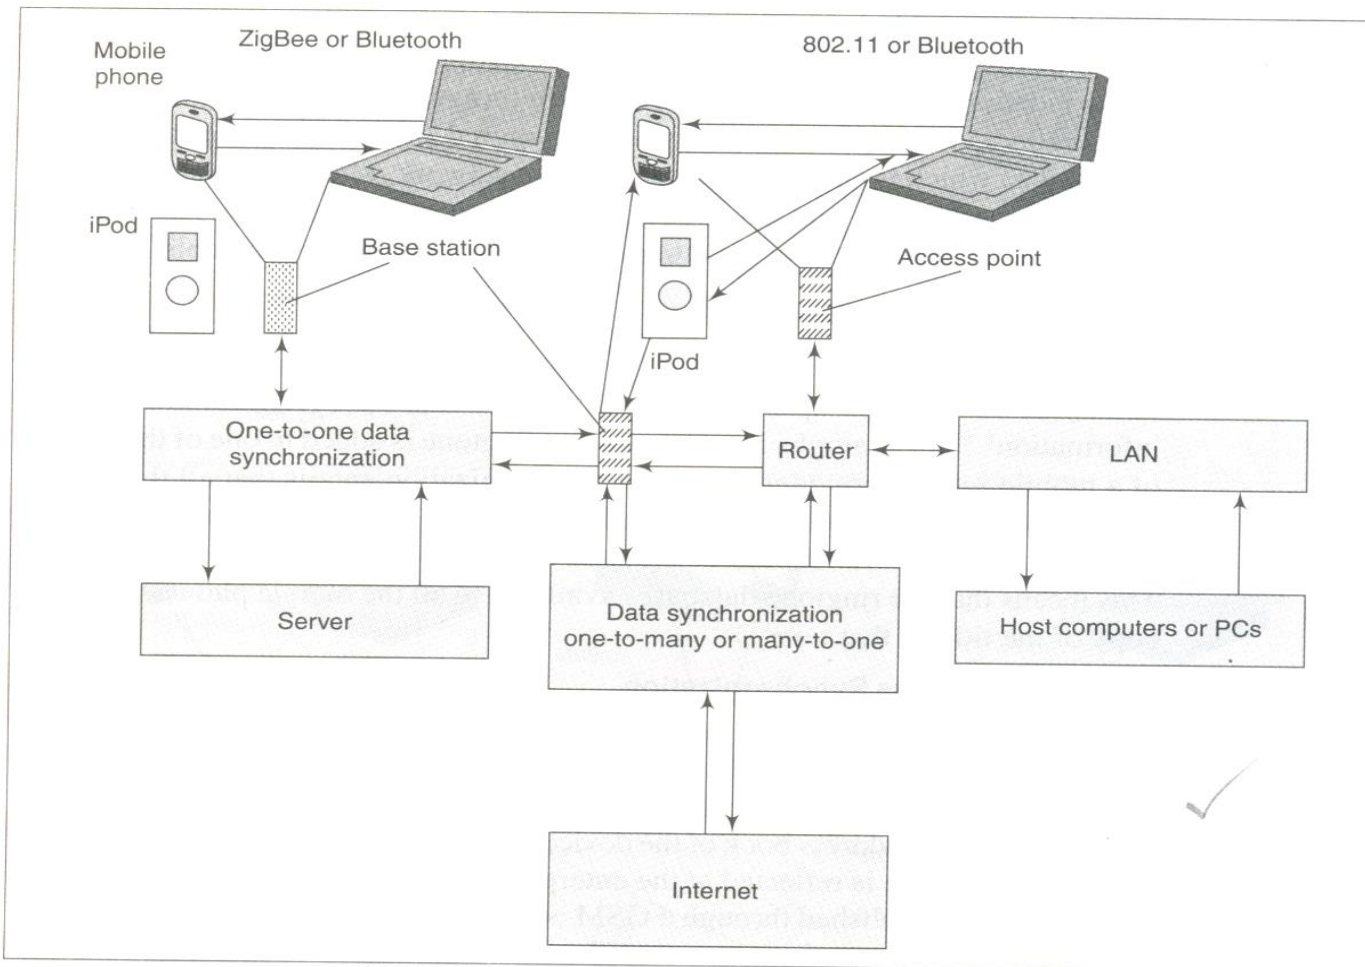 Mobile
phone
ZigBee or Bluetooth
802.11 or Bluetooth
iPod
Base station
Access point
iPod
One-to-one data
synchronization
Router
LAN
Server
Data synchronization
one-to-many or many-to-one
Host computers or PCs
Internet